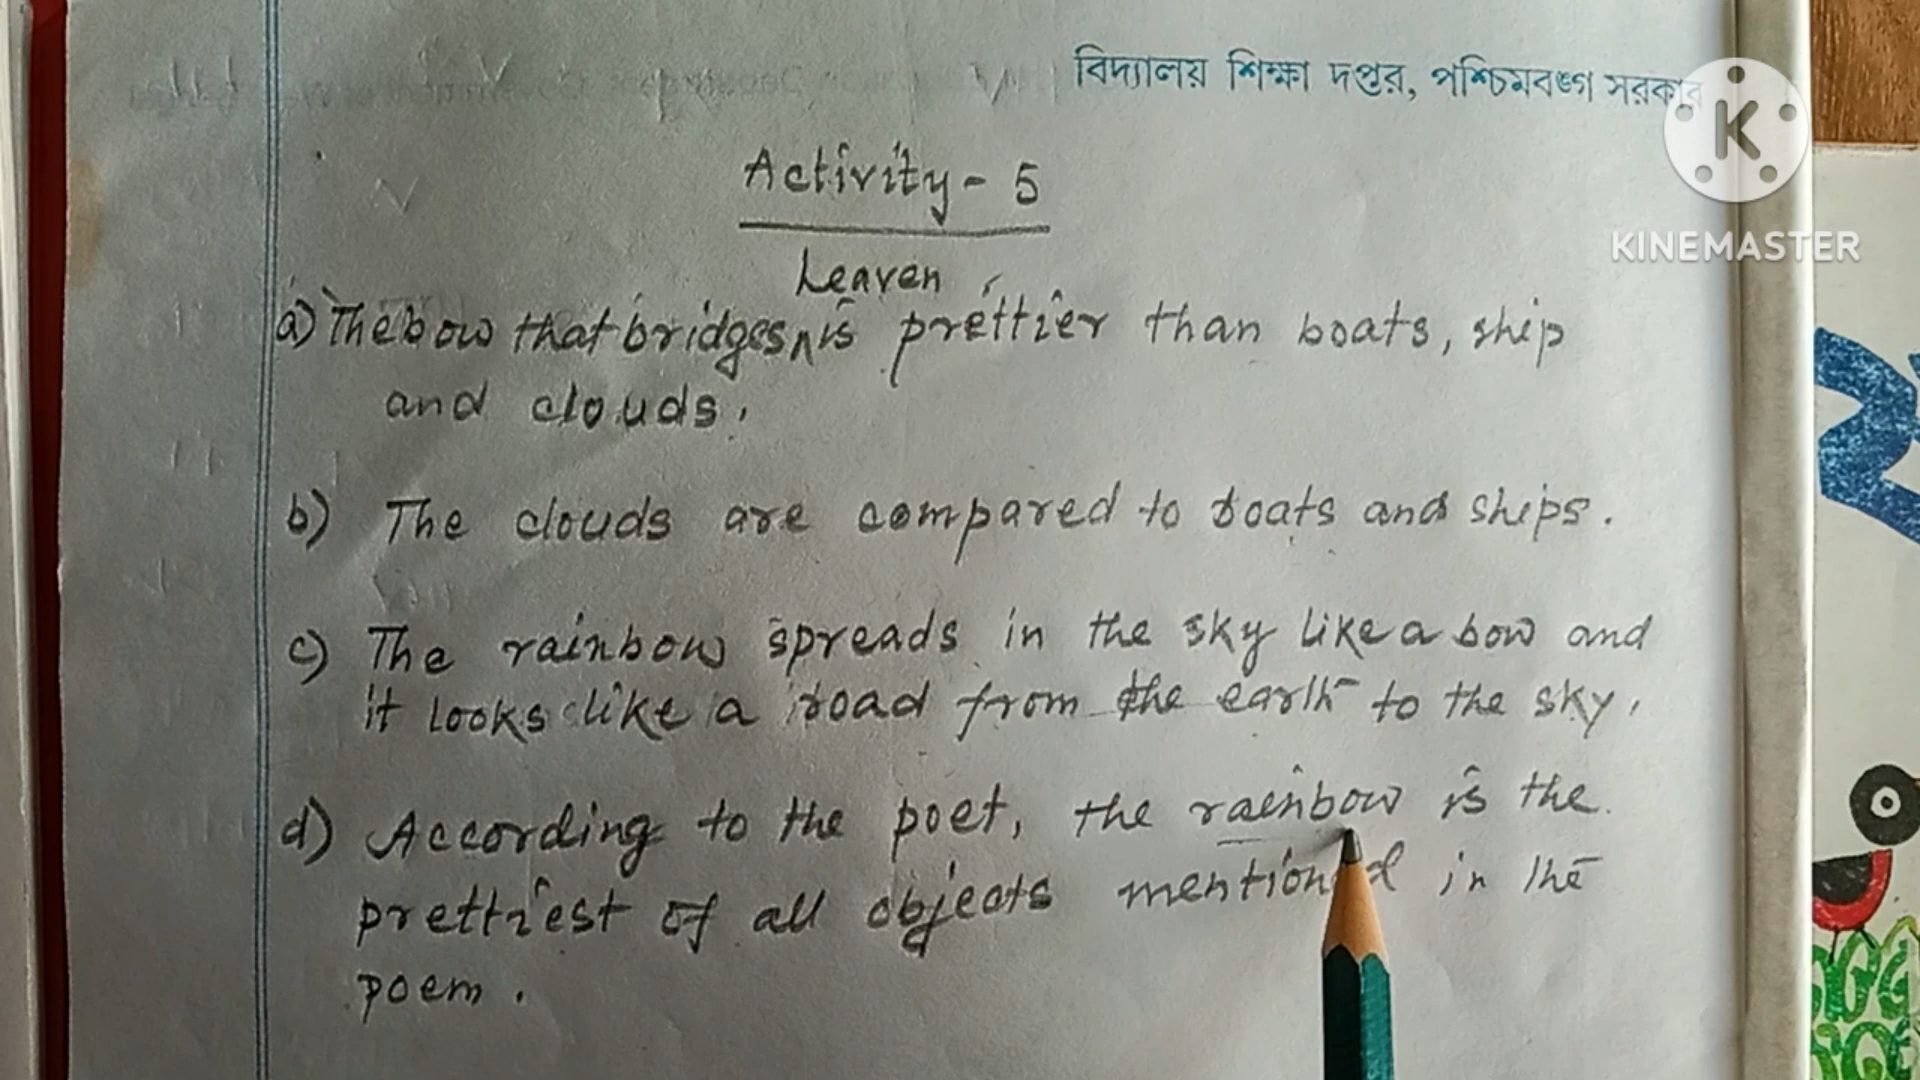 বিদ্যালয় শিক্ষা দপ্তর, পশ্চিমবঙ্গ সরকার
K
KINEMASTER
Activity - 5
Heaven
a) The bow that bridges ^ is prettier than boats, ship
and clouds.
b) The clouds are compared to boats and ships.
c) The rainbow spreads in the sky like a bow and
it looks like a road from the earth to the sky.
d) According to the poet, the rainbow is the
prettiest of all objects mentioned in the
poem.